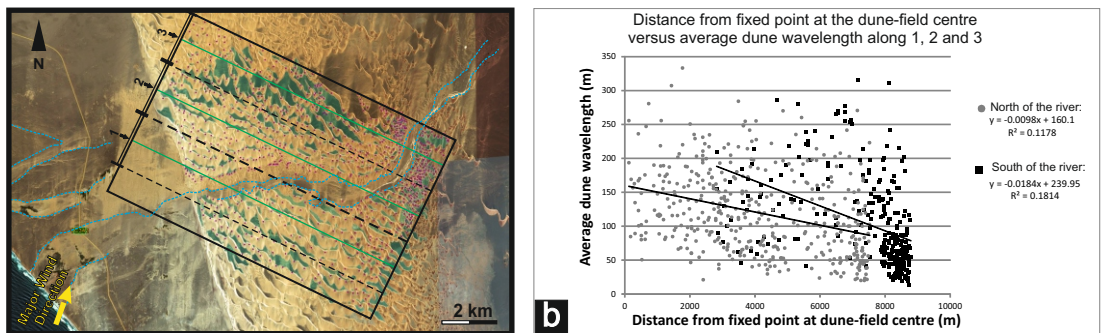 N
3
2
1
Major Wind
Direction
2 km
b
Distance from fixed point at the dune-field centre
versus average dune wavelength along 1, 2 and 3
Average dune wavelength (m)
350
300
250
200
150
100
50
0
0 2000 4000 6000 8000 10000
Distance from fixed point at dune-field centre (m)
North of the river:
y = -0.0098x + 160.1
R² = 0.1178
South of the river:
y = -0.0184x + 239.95
R² = 0.1814